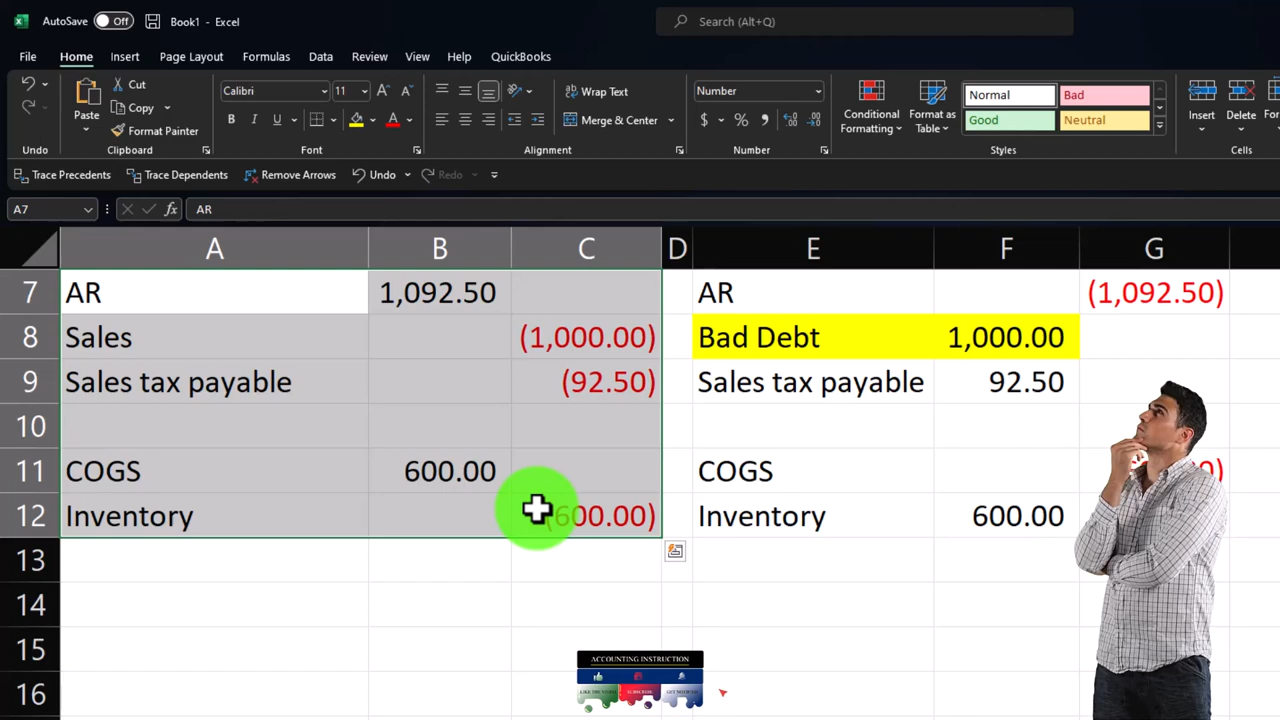 AutoSave Off Book1 - Excel Search (Alt+Q)
File Home Insert Page Layout Formulas Data Review View Help QuickBooks
Paste Cut Copy Format Painter
Calibri 11 B I U A
Wrap Text
Merge & Center
Number
$ %
Conditional Formatting
Format as Table
Normal Bad
Good Neutral
Insert Delete
Undo Clipboard Font Alignment Number Styles Cells
Trace Precedents Trace Dependents Remove Arrows Undo Redo
A7 fx AR
A B C D E F G
7 AR 1,092.50 AR (1,092.50)
8 Sales (1,000.00) Bad Debt 1,000.00
9 Sales tax payable (92.50) Sales tax payable 92.50
10
11 COGS 600.00 COGS
12 Inventory (600.00) Inventory 600.00
13
14
15
16
ACCOUNTING INSTRUCTION
SUBSCRIBE